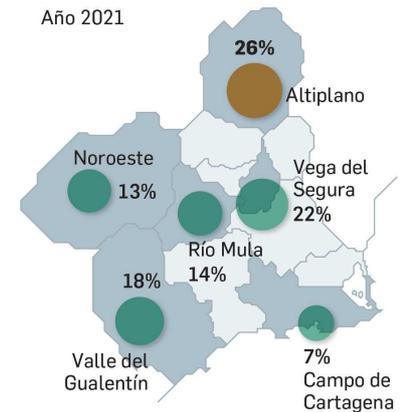 Año 2021
26%
Altiplano
Noroeste
13%
Vega del
Segura
22%
Río Mula
14%
18%
Valle del
Gualentín
7%
Campo de
Cartagena